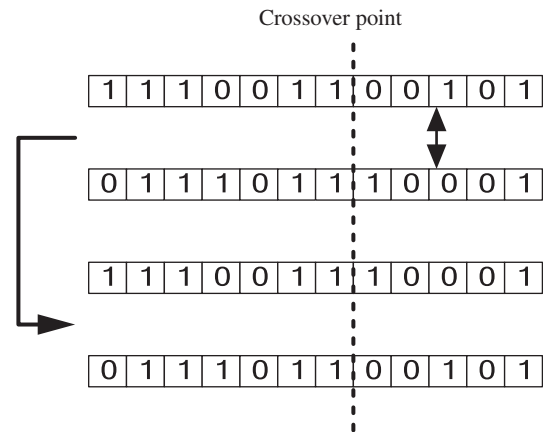 Crossover point
1 1 1 0 0 1 1 0 0 1 0 1
0 1 1 1 0 1 1 1 0 0 0 1
1 1 1 0 0 1 1 1 0 0 0 1
0 1 1 1 0 1 1 0 0 1 0 1